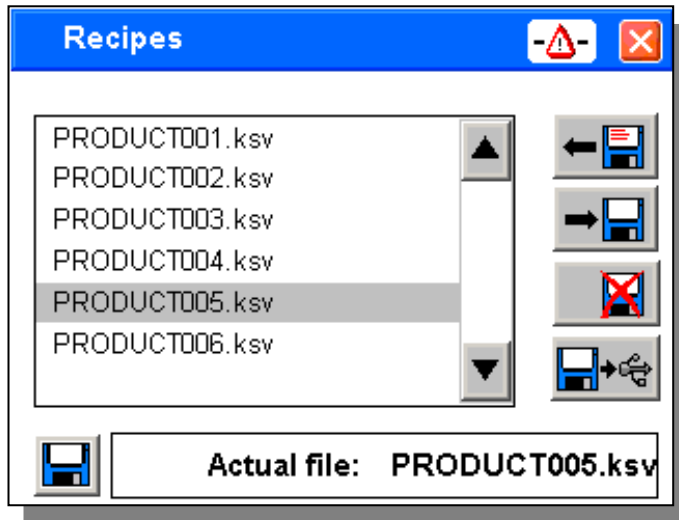 Recipes
PRODUCT001.ksv
PRODUCT002.ksv
PRODUCT003.ksv
PRODUCT004.ksv
PRODUCT005.ksv
PRODUCT006.ksv
Actual file: PRODUCT005.ksv